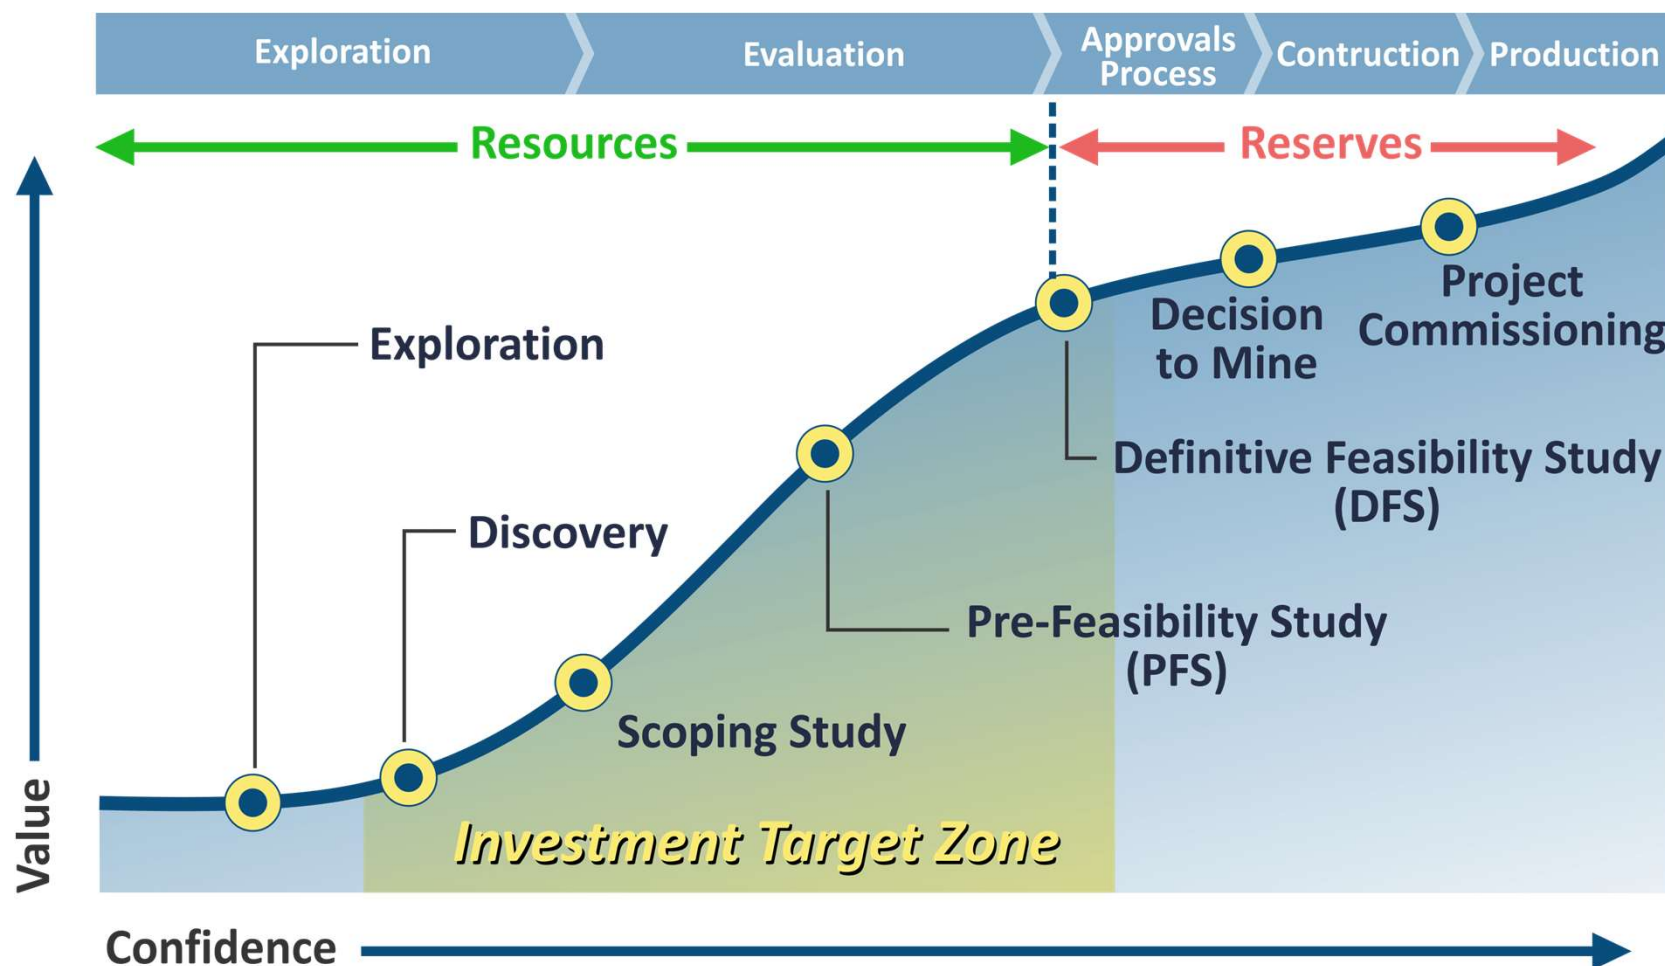 Exploration
Evaluation
Approvals
Process
Contruction
Production
Resources
Reserves
Exploration
Discovery
Scoping Study
Pre-Feasibility Study
(PFS)
Definitive Feasibility Study
(DFS)
Decision
to Mine
Project
Commissioning
Investment Target Zone
Value
Confidence